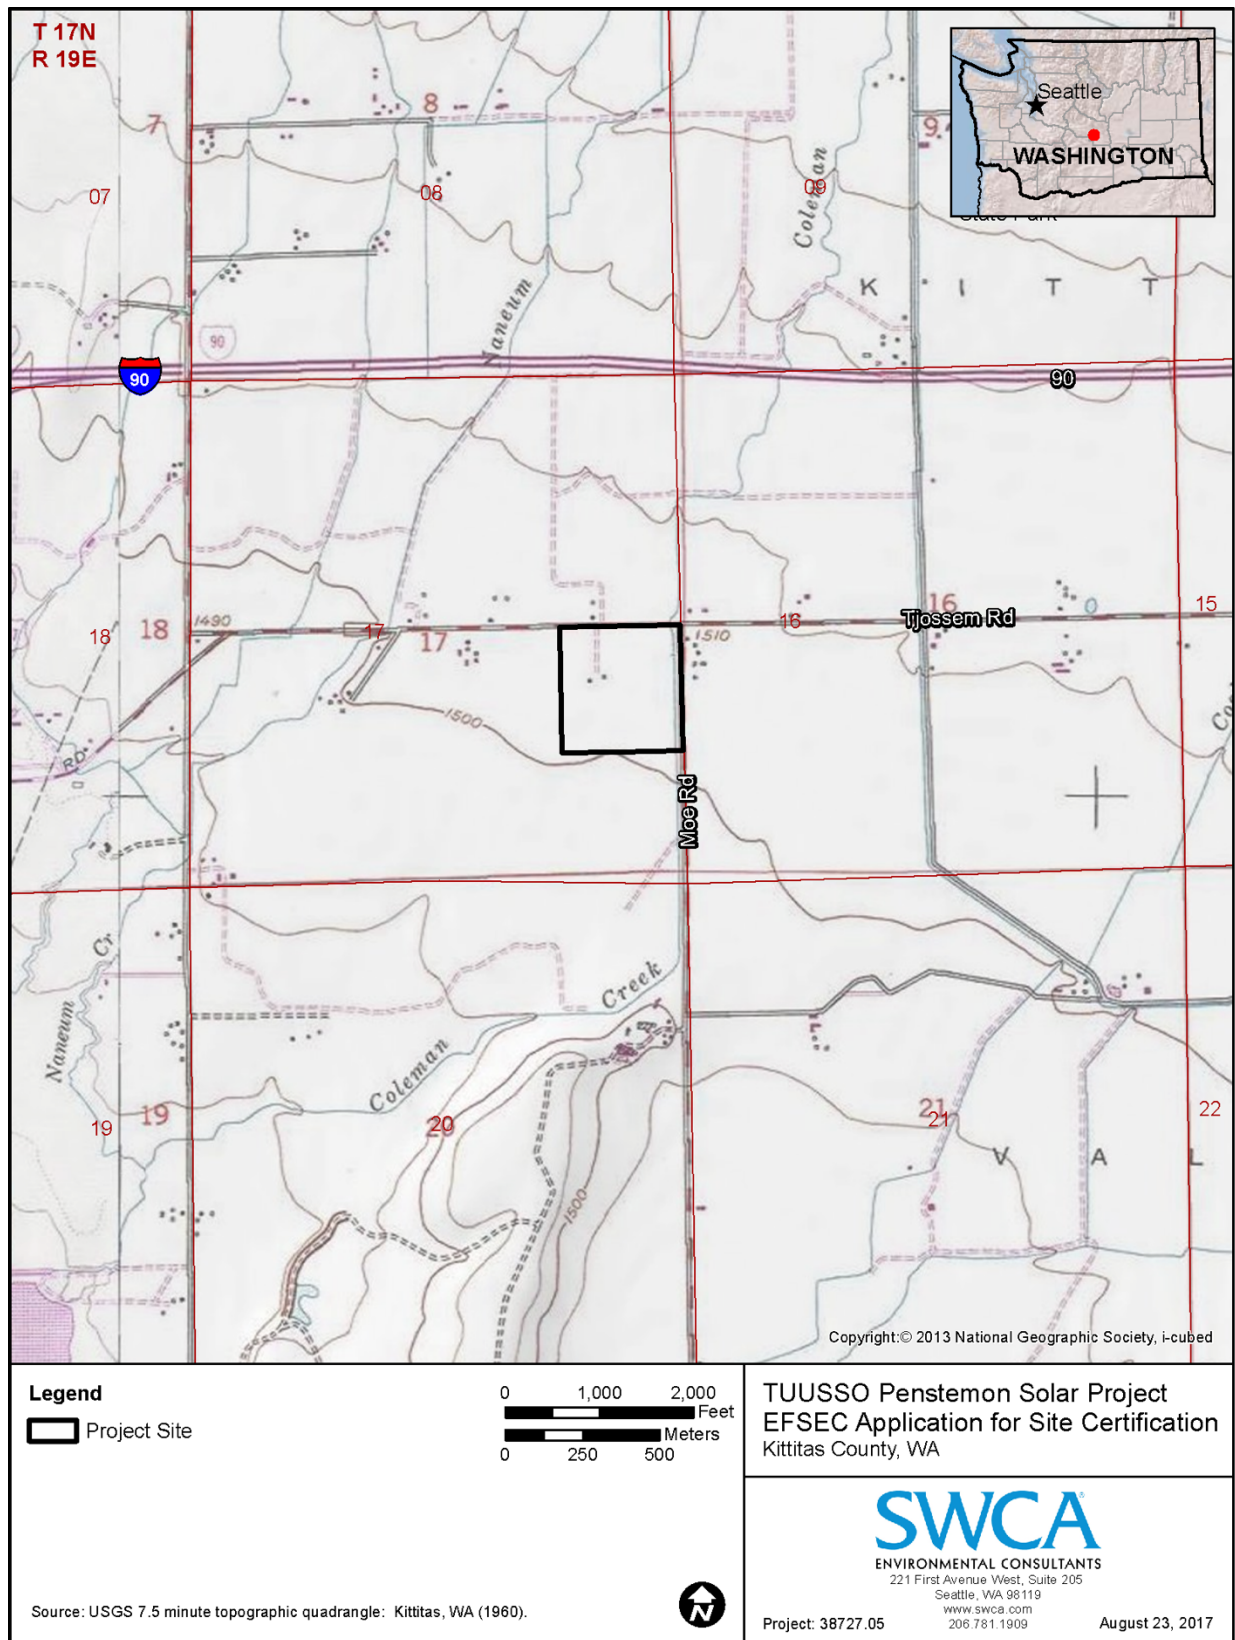 T 17N
R 19E
Seattle
WASHINGTON
7
8
9
07
08
09
Coleman
K I T T
Naneum
90
90
90
1490
18
18
17
17
1510
16
16
Tjossem Rd
15
1500
RD
Moe Rd
Naneum Cr
Creek
Coleman
19
19
20
20
21
21
22
1500
V A L
Copyright:© 2013 National Geographic Society, i-cubed
Legend
Project Site
0 1,000 2,000
Feet
Meters
0 250 500
Source: USGS 7.5 minute topographic quadrangle: Kittitas, WA (1960).
N
TUUSSO Penstemon Solar Project
EFSEC Application for Site Certification
Kittitas County, WA
SWCA
ENVIRONMENTAL CONSULTANTS
221 First Avenue West, Suite 205
Seattle, WA 98119
www.swca.com
206.781.1909
Project: 38727.05
August 23, 2017